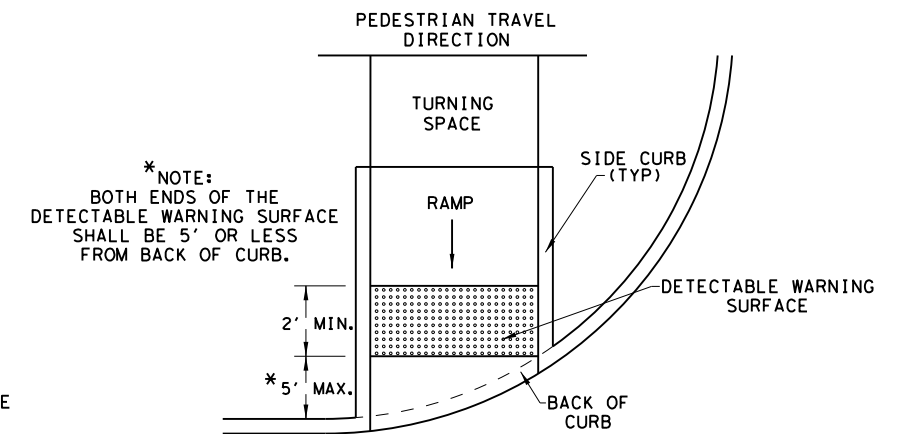 PEDESTRIAN TRAVEL
DIRECTION
TURNING
SPACE
SIDE CURB
(TYP)
*NOTE:
BOTH ENDS OF THE
DETECTABLE WARNING SURFACE
SHALL BE 5' OR LESS
FROM BACK OF CURB.
RAMP
DETECTABLE WARNING
SURFACE
2' MIN.
*5' MAX.
BACK OF
CURB
E